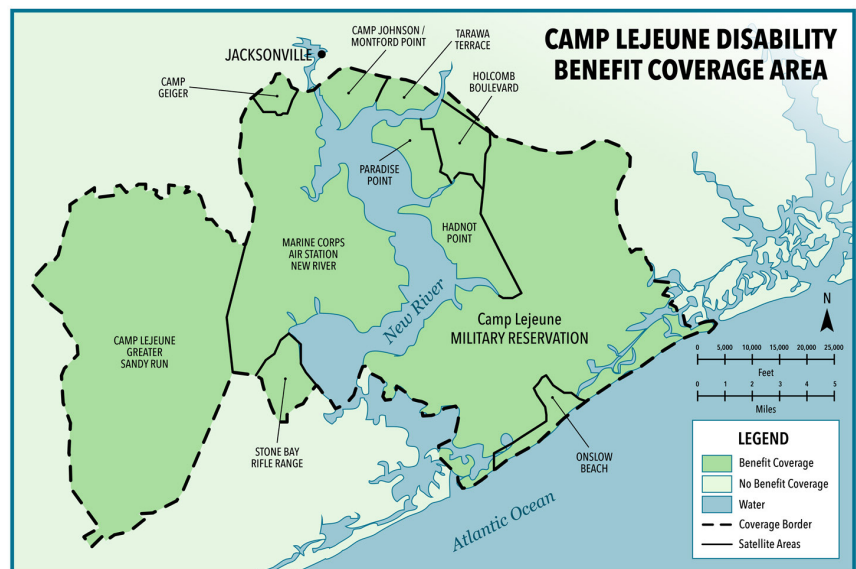 CAMP LEJEUNE DISABILITY
BENEFIT COVERAGE AREA
CAMP JOHNSON /
MONTFORD POINT
TARAWA
TERRACE
JACKSONVILLE
HOLCOMB
BOULEVARD
CAMP
GEIGER
PARADISE
POINT
HADNOT
POINT
MARINE CORPS
AIR STATION
NEW RIVER
New River
Camp Lejeune
MILITARY RESERVATION
CAMP LEJEUNE
GREATER
SANDY RUN
STONE BAY
RIFLE RANGE
ONSLOW
BEACH
Atlantic Ocean
N
0 5,000 10,000 15,000 20,000 25,000
Feet
0 1 2 3 4 5
Miles
LEGEND
Benefit Coverage
No Benefit Coverage
Water
Coverage Border
Satellite Areas